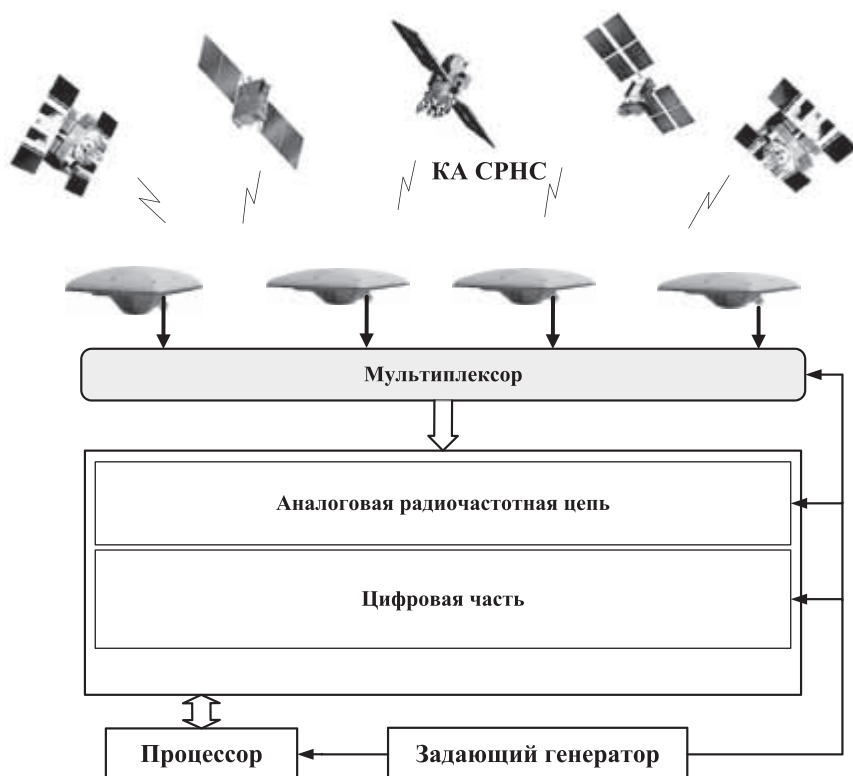 КА СРНС
Мультиплексор
Аналоговая радиочастотная цепь
Цифровая часть
Процессор
Задающий генератор